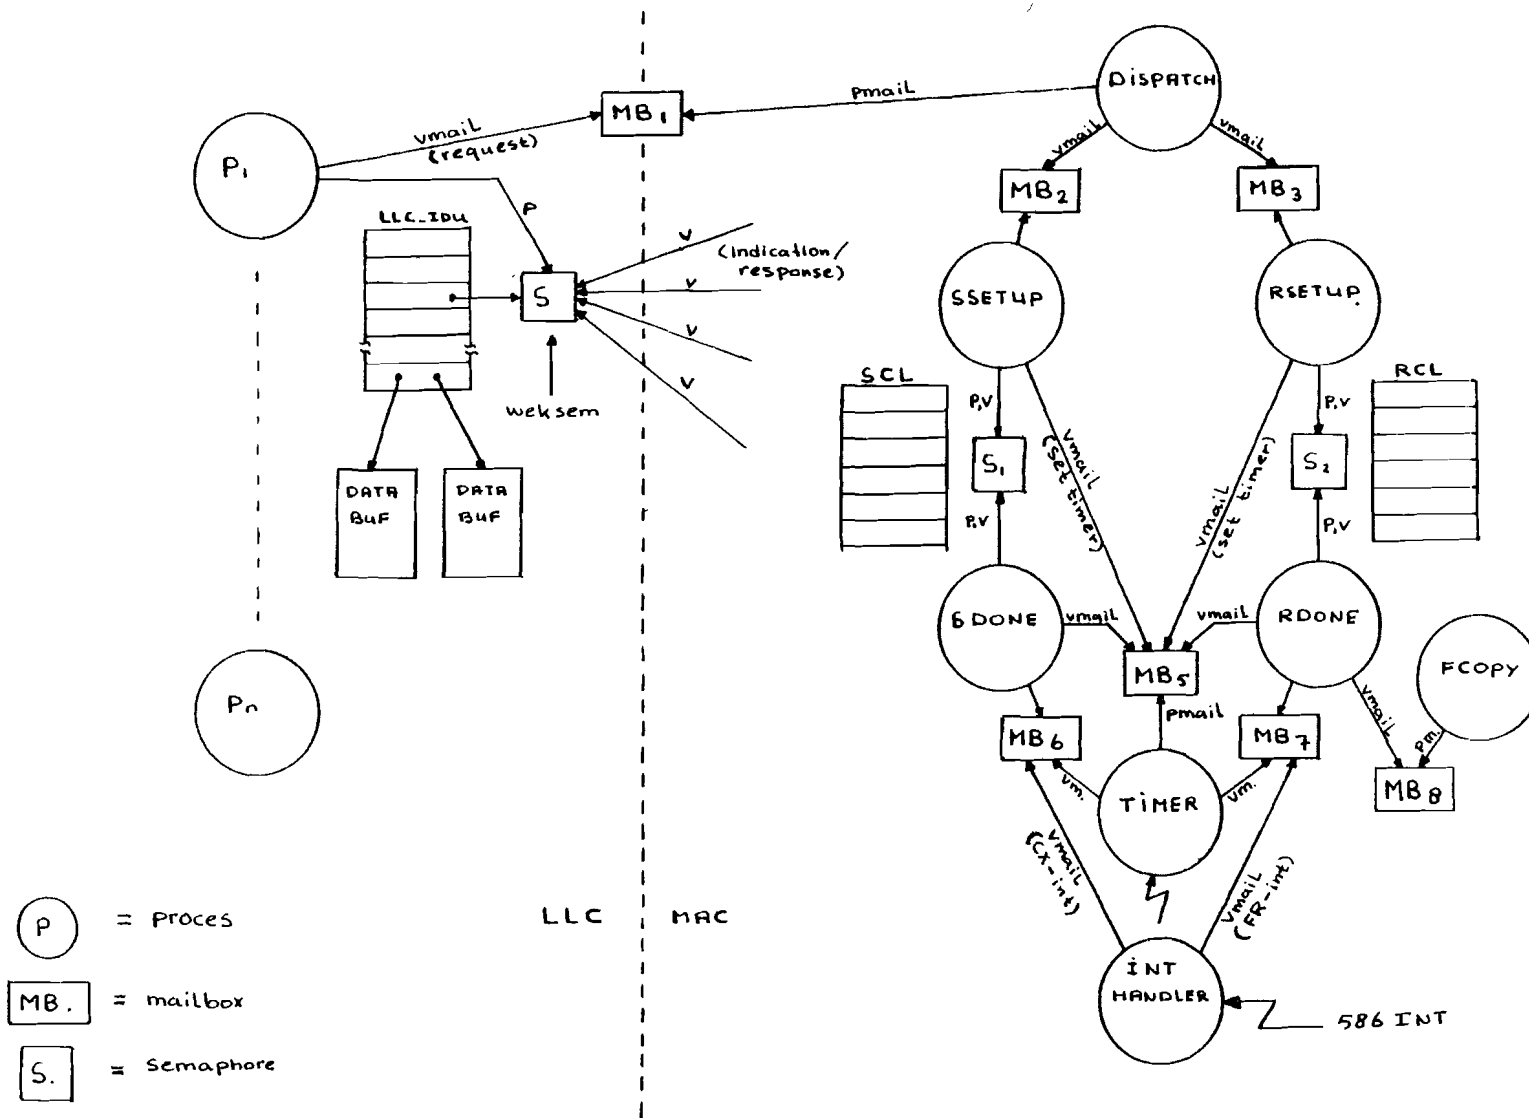 DISPATCH
pmail
MB1
vmail
(request)
P1
vmail
vmail
MB2
MB3
P
LLC_IDU
V
(indication/
response)
V
V
V
S
weksem
SSETUP
RSETUP
SCL
RCL
P,V
P,V
vmail
(set timer)
vmail
(set timer)
S1
S2
P,V
P,V
DATA
BUF
DATA
BUF
SDONE
vmail
vmail
RDONE
FCOPY
MB5
Pn
pmail
vmail
pm.
MB6
MB7
MB8
vm.
vm.
TIMER
vmail
(CX-int)
vmail
(FR-int)
LLC
MAC
P
= proces
INT
HANDLER
586 INT
MB.
= mailbox
S.
= semaphore